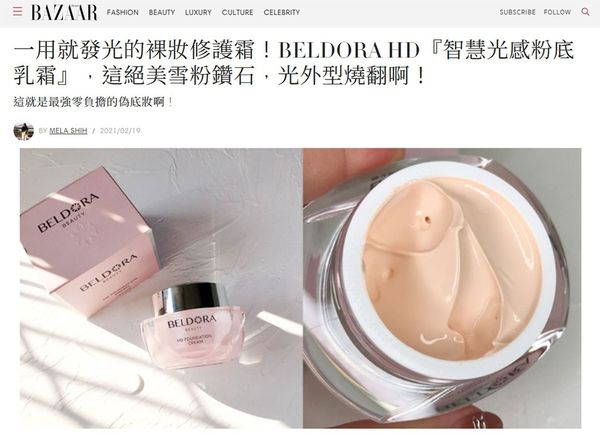 BAZAAR
FASHION BEAUTY LUXURY CULTURE CELEBRITY
SUBSCRIBE FOLLOW
一用就發光的裸妝修護霜！BELDORA HD『智慧光感粉底
乳霜』，這絕美雪粉鑽石，光外型燒翻啊！
這就是最強零負擔的偽底妝啊！
BY MELA SHIH / 2021/02/19
BELDORA
BEAUTY
BELDORA
BEAUTY
HD FOUNDATION
CREAM
BELDORA
BEAUTY
HD FOUNDATION
CREAM